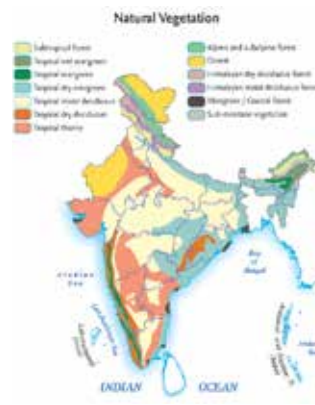 Natural Vegetation
Subtropical forest
Tropical wet evergreen
Tropical evergreen
Tropical dry evergreen
Tropical moist deciduous
Tropical dry deciduous
Tropical thorny
Alpine and subalpine forest
Desert
Himalayan dry deciduous forest
Himalayan moist deciduous forest
Mangrove / Coastal forest
Sub-montane vegetation
Arabian
Sea
Bay
of
Bengal
INDIAN OCEAN